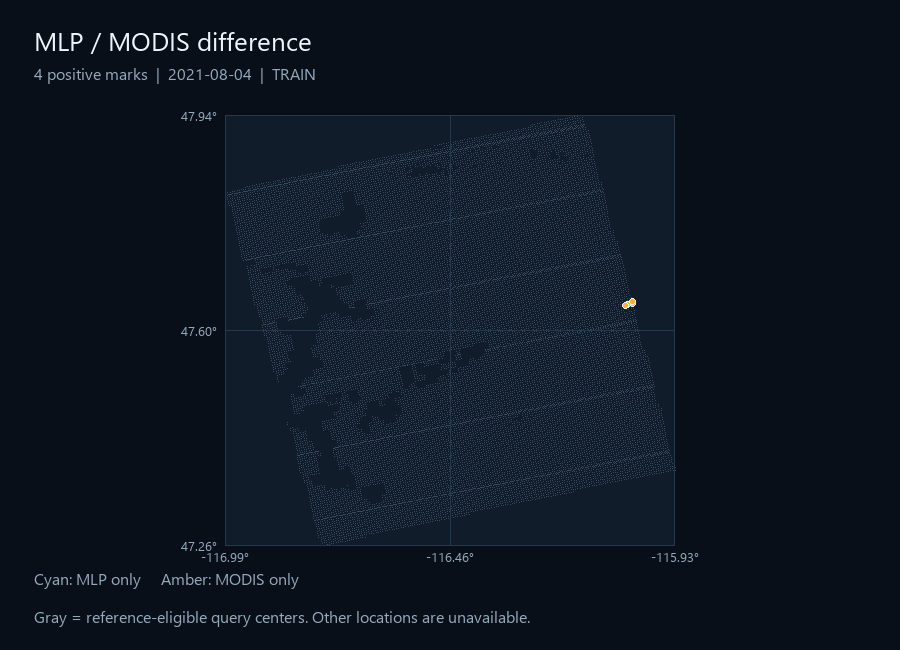 MLP / MODIS difference
4 positive marks | 2021-08-04 | TRAIN
47.94°
47.60°
47.26°
-116.99°
-116.46°
-115.93°
Cyan: MLP only
Amber: MODIS only
Gray = reference-eligible query centers. Other locations are unavailable.